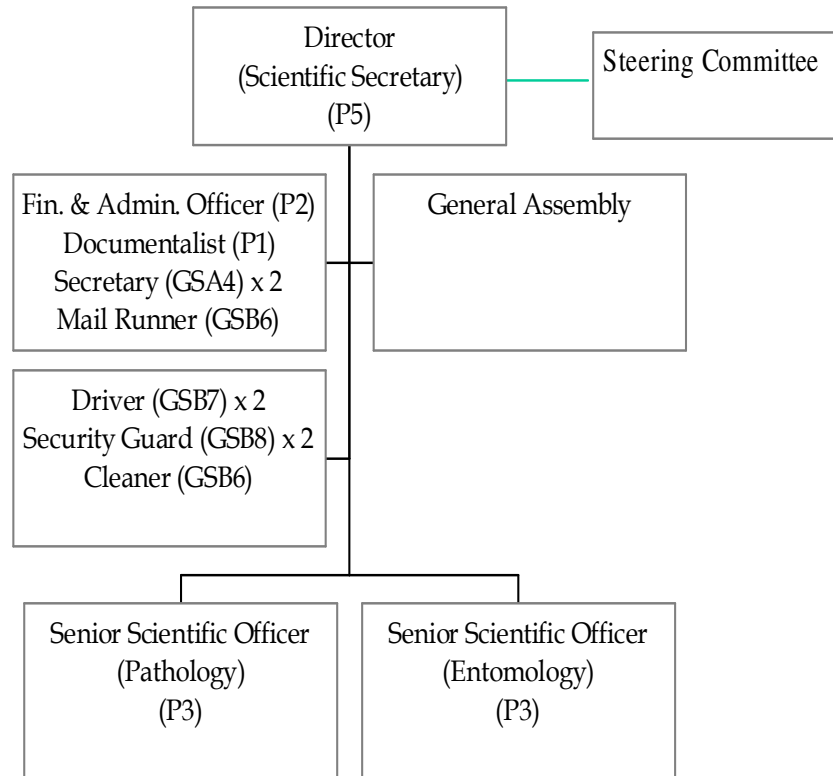 Director
(Scientific Secretary)
(P5)
Steering Committee
Fin. & Admin. Officer (P2)
Documentalist (P1)
Secretary (GSA4) x 2
Mail Runner (GSB6)
General Assembly
Driver (GSB7) x 2
Security Guard (GSB8) x 2
Cleaner (GSB6)
Senior Scientific Officer
(Pathology)
(P3)
Senior Scientific Officer
(Entomology)
(P3)